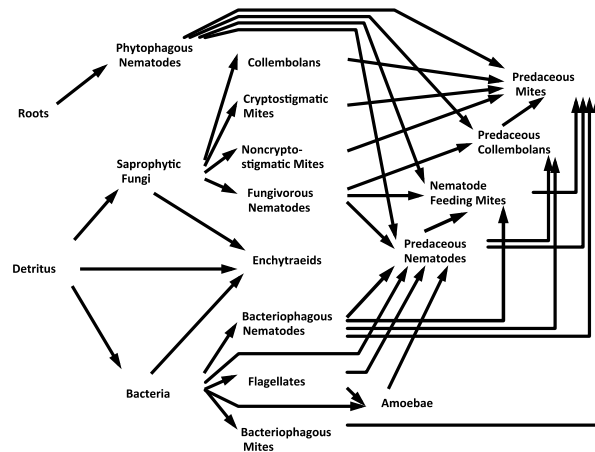 Phytophagous
Nematodes
Collembolans
Predaceous
Mites
Roots
Cryptostigmatic
Mites
Predaceous
Collembolans
Saprophytic
Fungi
Noncrypto-
stigmatic Mites
Fungivorous
Nematodes
Nematode
Feeding Mites
Detritus
Enchytraeids
Predaceous
Nematodes
Bacteriophagous
Nematodes
Bacteria
Flagellates
Amoebae
Bacteriophagous
Mites